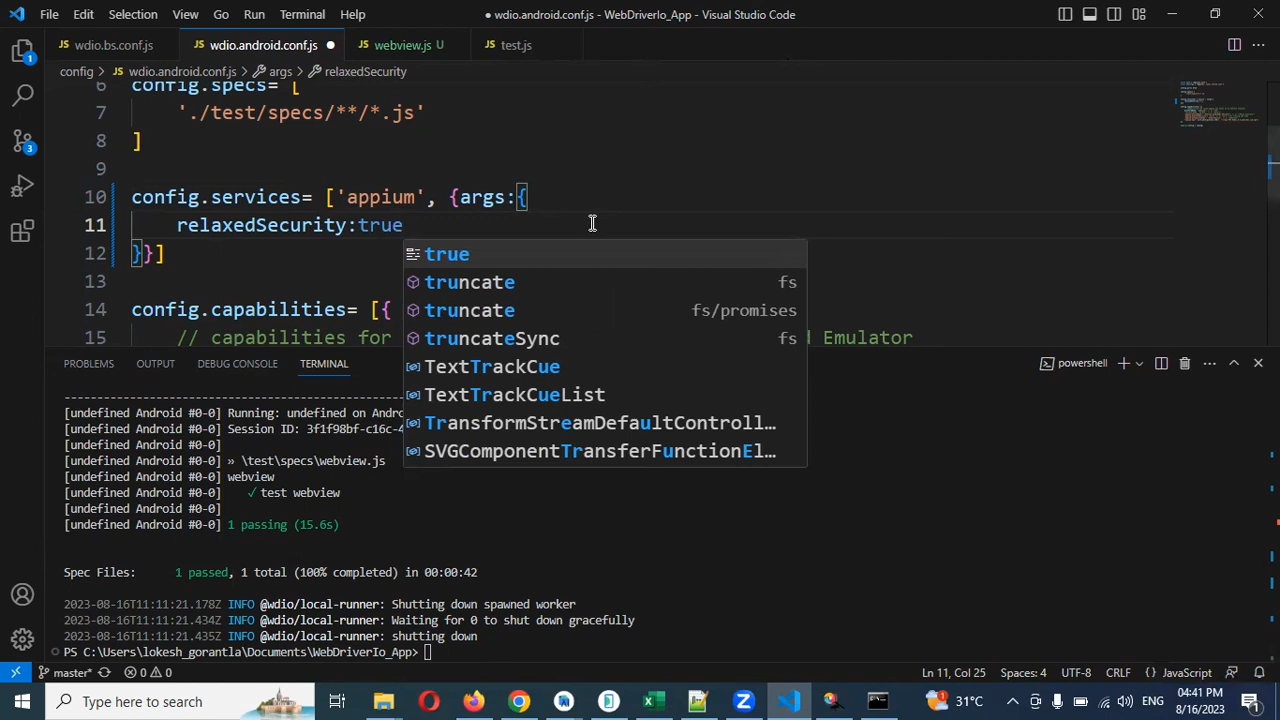 File Edit Selection View Go Run Terminal Help
● wdio.android.conf.js - WebDriverIo_App - Visual Studio Code
JS wdio.bs.conf.js JS wdio.android.conf.js ● JS webview.js U JS test.js
config > JS wdio.android.conf.js > args > relaxedSecurity
6 config.specs= [
7 './test/specs/**/*.js'
8 ]
9
10 config.services= ['appium', {args:{
11 relaxedSecurity:true
12 }}]
13
14 config.capabilities= [{
15 // capabilities for
Emulator
true
truncate fs
truncate fs/promises
truncateSync fs
TextTrackCue
TextTrackCueList
TransformStreamDefaultControll…
SVGComponentTransferFunctionEl…
PROBLEMS OUTPUT DEBUG CONSOLE TERMINAL
powershell
[undefined Android #0-0] Running: undefined on Andro
[undefined Android #0-0] Session ID: 3f1f98bf-c16c-4
[undefined Android #0-0]
[undefined Android #0-0] » \test\specs\webview.js
[undefined Android #0-0] webview
[undefined Android #0-0] ✓ test webview
[undefined Android #0-0]
[undefined Android #0-0] 1 passing (15.6s)
Spec Files: 1 passed, 1 total (100% completed) in 00:00:42
2023-08-16T11:11:21.178Z INFO @wdio/local-runner: Shutting down spawned worker
2023-08-16T11:11:21.434Z INFO @wdio/local-runner: Waiting for 0 to shut down gracefully
2023-08-16T11:11:21.435Z INFO @wdio/local-runner: shutting down
PS C:\Users\lokesh_gorantla\Documents\WebDriverIo_App>
master* 0 0 Ln 11, Col 25 Spaces: 4 UTF-8 CRLF {} JavaScript
Type here to search
31°C ENG 04:41 PM
8/16/2023
1
3
1